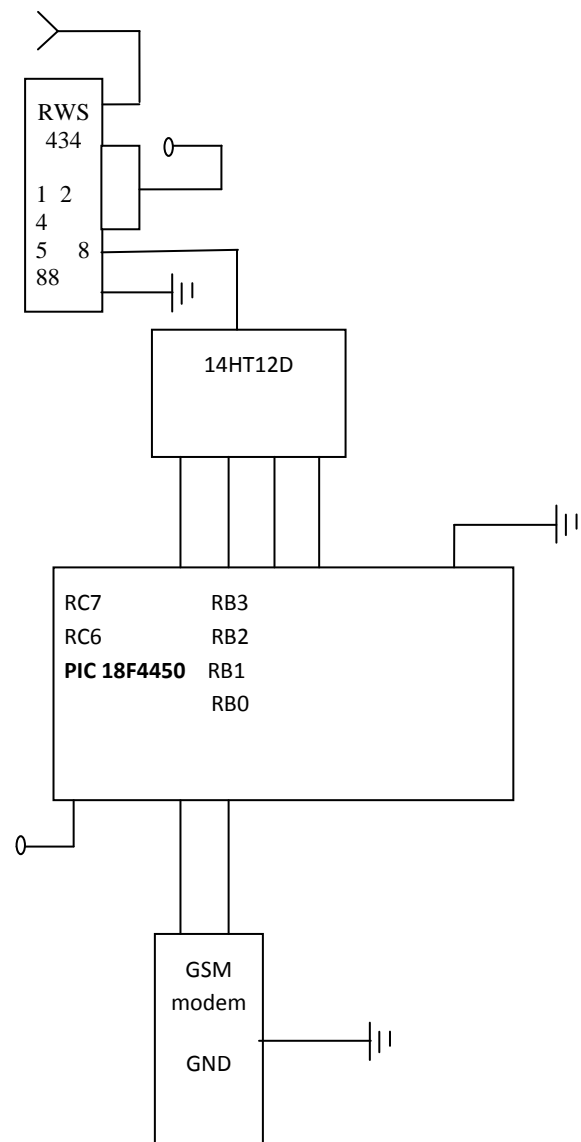 RWS
434
1 2
4
5 8
88
14HT12D
RC7 RB3
RC6 RB2
PIC 18F4450 RB1
RB0
GSM
modem
GND